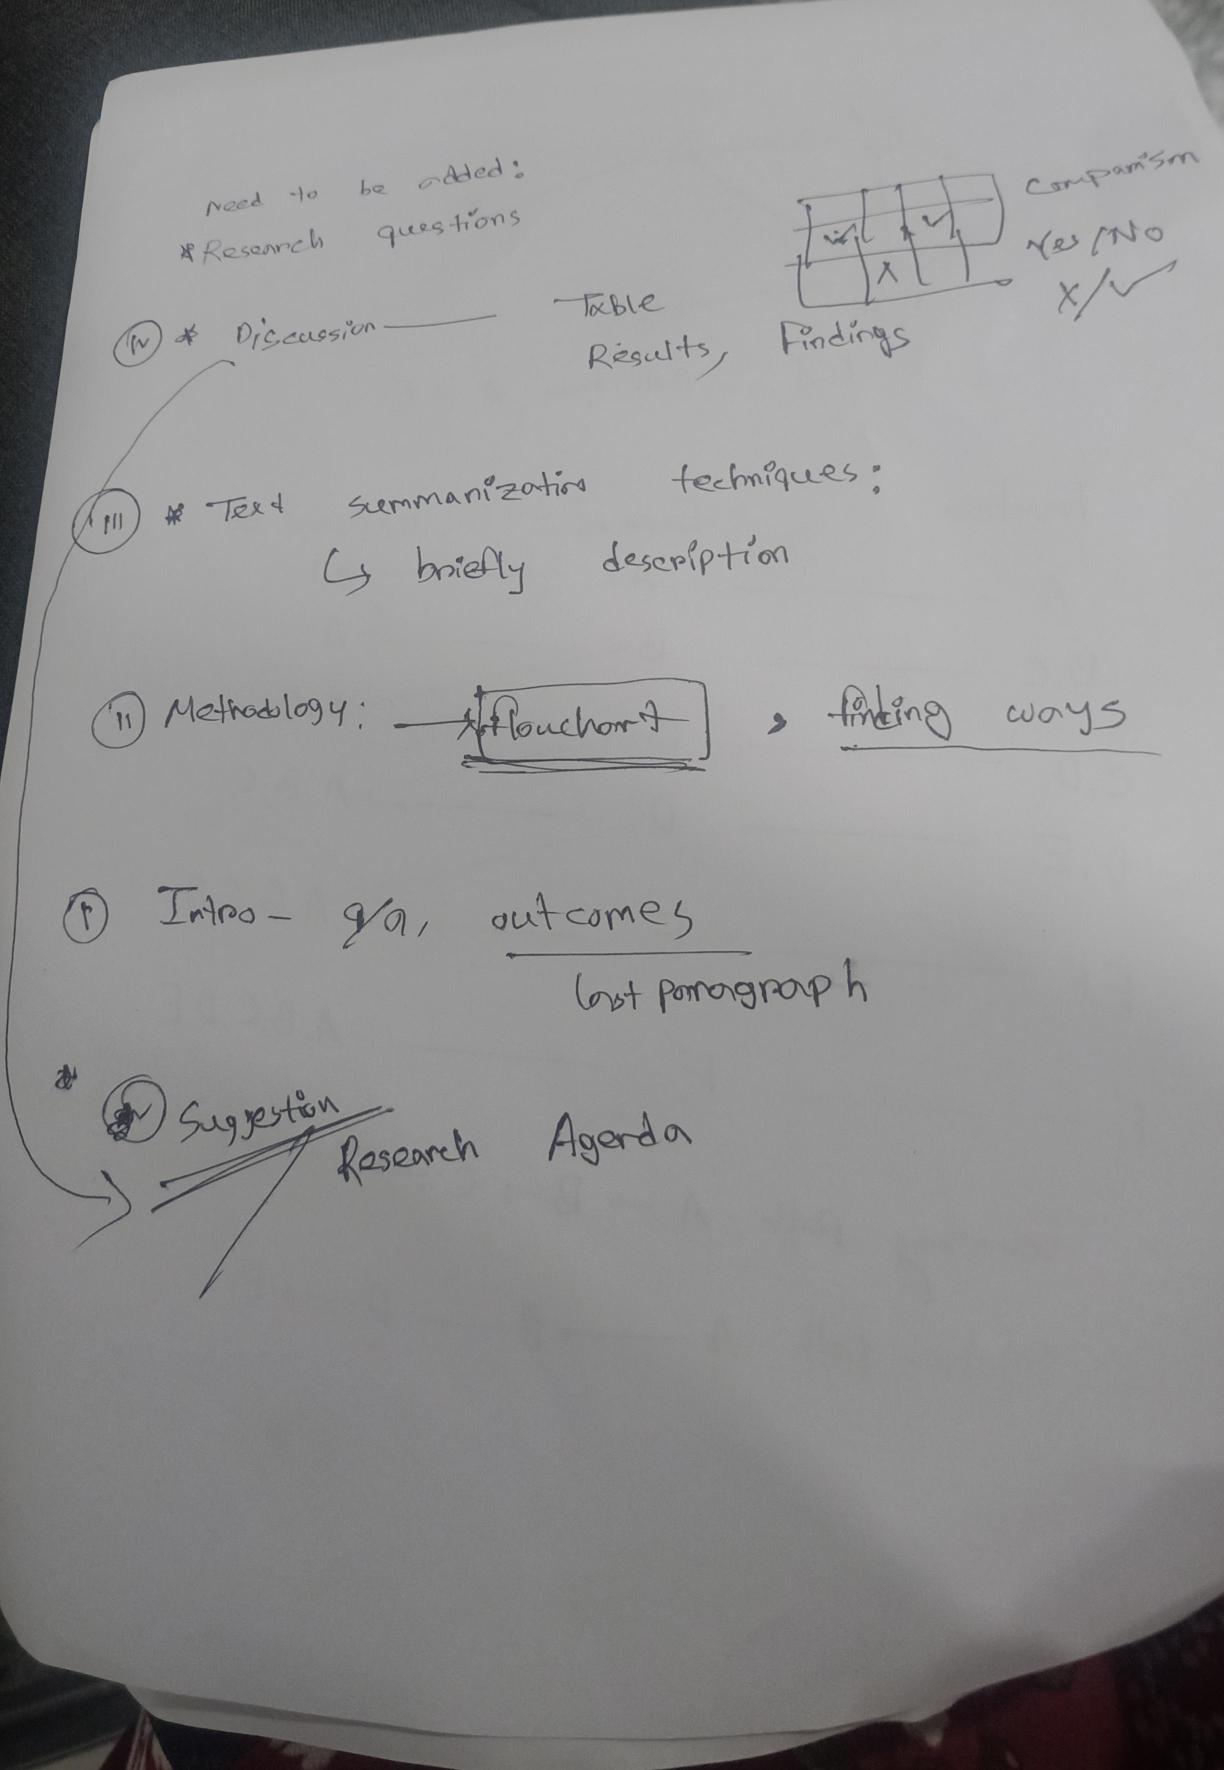 Need to be added:
* Research questions
Comparism
Yes/No
X/✓
IV * Discussion — Table
Results, Findings
III * Text summarization techniques:
↳ briefly description
II Methodology: → flowchart, finding ways
I Intro - q/a, outcomes
last paragraph
* Suggestion
Research Agenda